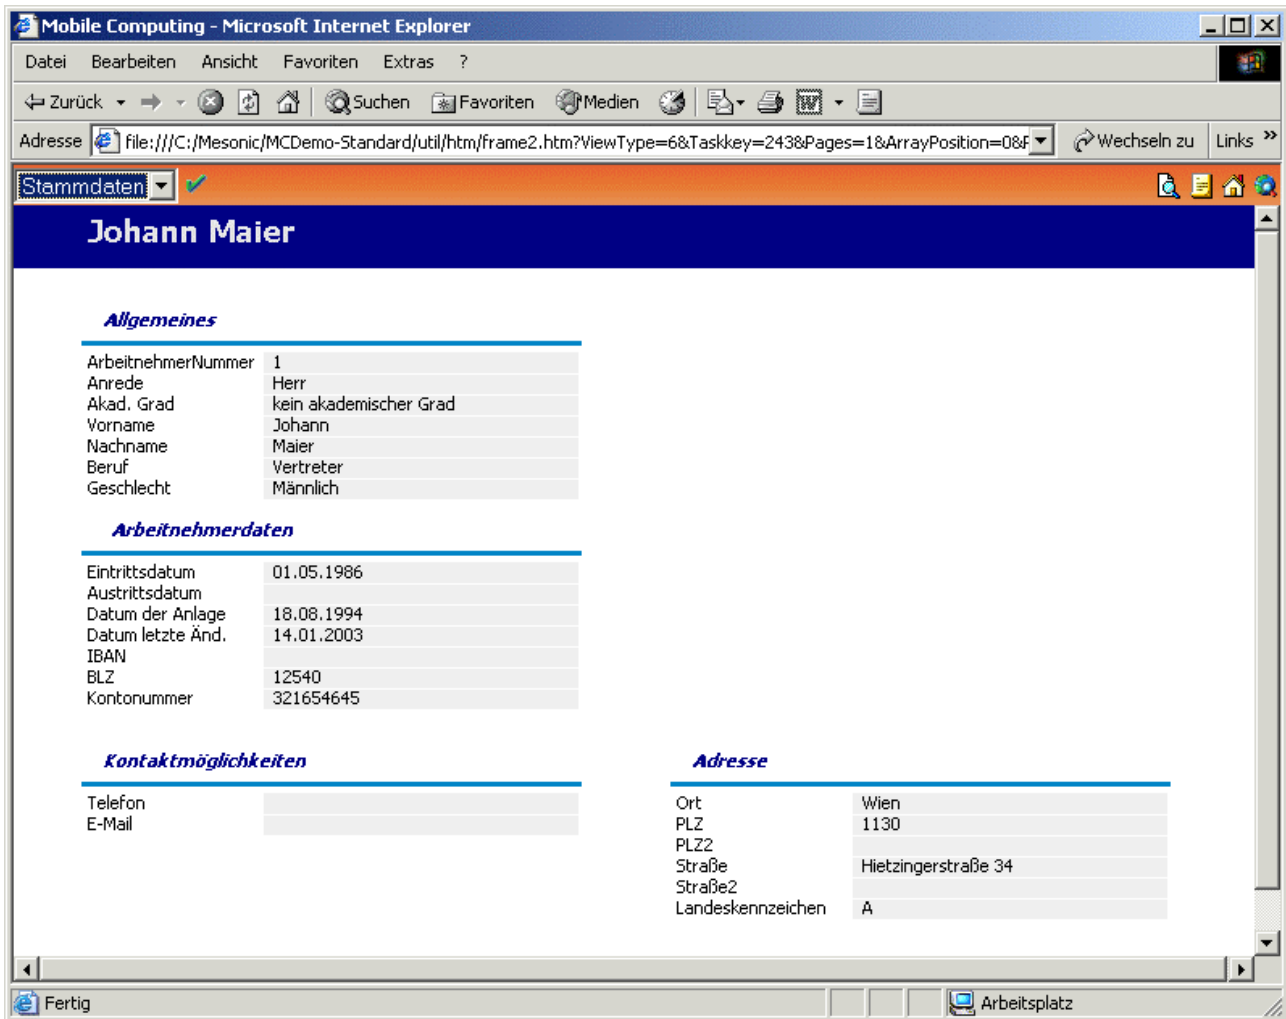 Mobile Computing - Microsoft Internet Explorer
Datei Bearbeiten Ansicht Favoriten Extras ?
Zurück Suchen Favoriten Medien
Adresse file:///C:/Mesonic/MCDemo-Standard/util/htm/frame2.htm?ViewType=6&Taskkey=243&Pages=1&ArrayPosition=0& Wechseln zu Links »
Stammdaten
Johann Maier
Allgemeines
ArbeitnehmerNummer 1
Anrede Herr
Akad. Grad kein akademischer Grad
Vorname Johann
Nachname Maier
Beruf Vertreter
Geschlecht Männlich
Arbeitnehmerdaten
Eintrittsdatum 01.05.1986
Austrittsdatum
Datum der Anlage 18.08.1994
Datum letzte Änd. 14.01.2003
IBAN
BLZ 12540
Kontonummer 321654645
Kontaktmöglichkeiten
Telefon
E-Mail
Adresse
Ort Wien
PLZ 1130
PLZ2
Straße Hietzingerstraße 34
Straße2
Landeskennzeichen A
Fertig Arbeitsplatz